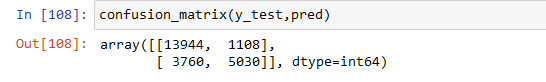 In [108]: confusion_matrix(y_test,pred)
Out[108]: array([[13944, 1108],
[ 3760, 5030]], dtype=int64)